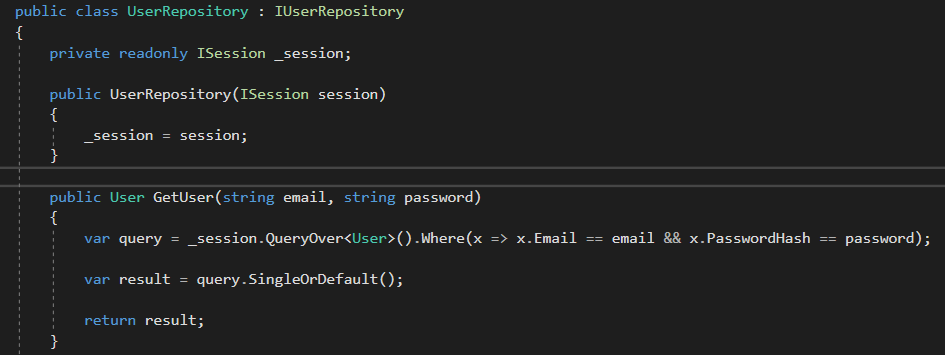 public class UserRepository : IUserRepository
{
private readonly ISession _session;
public UserRepository(ISession session)
{
_session = session;
}
public User GetUser(string email, string password)
{
var query = _session.QueryOver<User>().Where(x => x.Email == email && x.PasswordHash == password);
var result = query.SingleOrDefault();
return result;
}